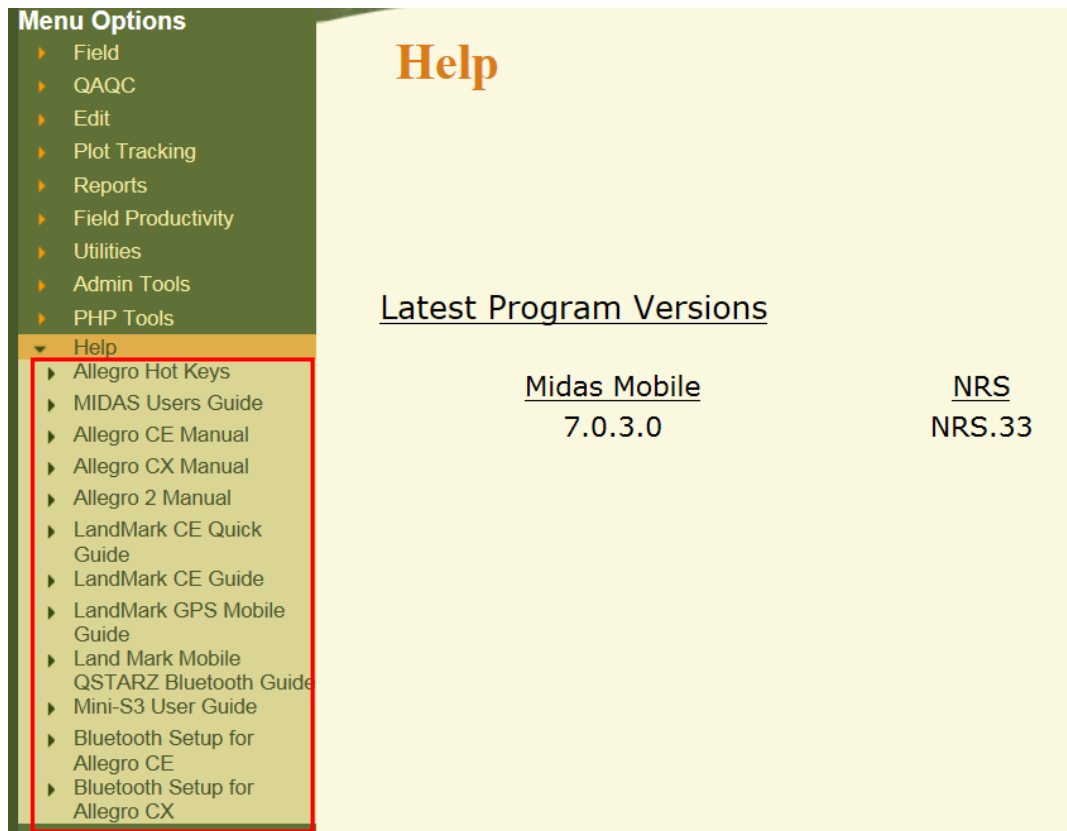 Menu Options
Field
QAQC
Edit
Plot Tracking
Reports
Field Productivity
Utilities
Admin Tools
PHP Tools
Help
Allegro Hot Keys
MIDAS Users Guide
Allegro CE Manual
Allegro CX Manual
Allegro 2 Manual
LandMark CE Quick
Guide
LandMark CE Guide
LandMark GPS Mobile
Guide
Land Mark Mobile
QSTARZ Bluetooth Guide
Mini-S3 User Guide
Bluetooth Setup for
Allegro CE
Bluetooth Setup for
Allegro CX
Help
Latest Program Versions
Midas Mobile NRS
7.0.3.0 NRS.33